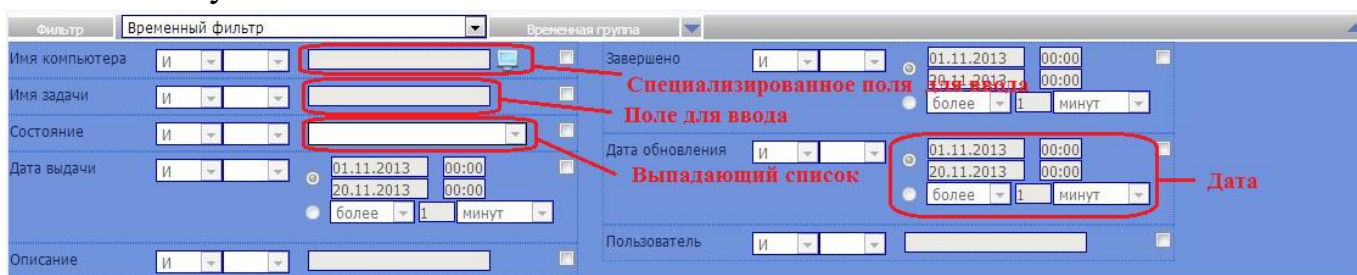 Фильтр Временный фильтр Временная группа
Имя компьютера И
Имя задачи И
Состояние И
Дата выдачи И 01.11.2013 00:00
20.11.2013 00:00
более 1 минут
Описание И
Завершено И 01.11.2013 00:00
20.11.2013 00:00
более 1 минут
Дата обновления И 01.11.2013 00:00
20.11.2013 00:00
более 1 минут
Пользователь И
Специализированное поля для ввода
Поле для ввода
Выпадающий список
Дата